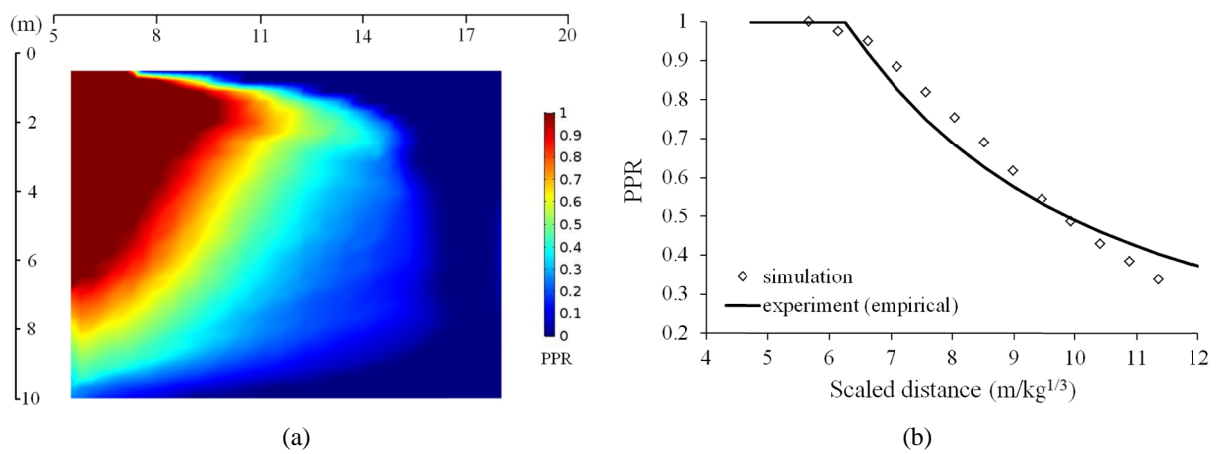 (m)
5 8 11 14 17 20
0
2
4
6
8
10
1
0.9
0.8
0.7
0.6
0.5
0.4
0.3
0.2
0.1
0
PPR
(a)
1
0.9
0.8
0.7
0.6
0.5
0.4
0.3
0.2
PPR
simulation
experiment (empirical)
4 5 6 7 8 9 10 11 12
Scaled distance (m/kg1/3)
(b)